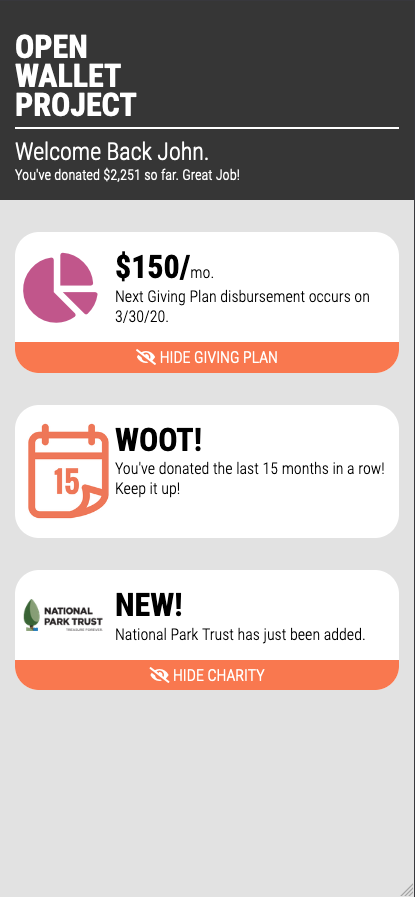 OPEN
WALLET
PROJECT
Welcome Back John.
You've donated $2,251 so far. Great Job!
$150/mo.
Next Giving Plan disbursement occurs on
3/30/20.
HIDE GIVING PLAN
15
WOOT!
You've donated the last 15 months in a row!
Keep it up!
NATIONAL
PARK TRUST
TREASURE FOREVER
NEW!
National Park Trust has just been added.
HIDE CHARITY